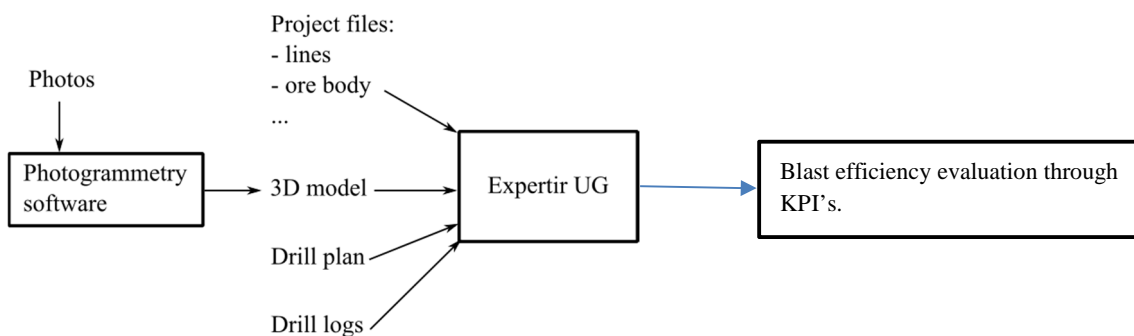 Project files:
- lines
- ore body
...
Photos
Photogrammetry
software
3D model
Expertir UG
Blast efficiency evaluation through
KPI’s.
Drill plan
Drill logs